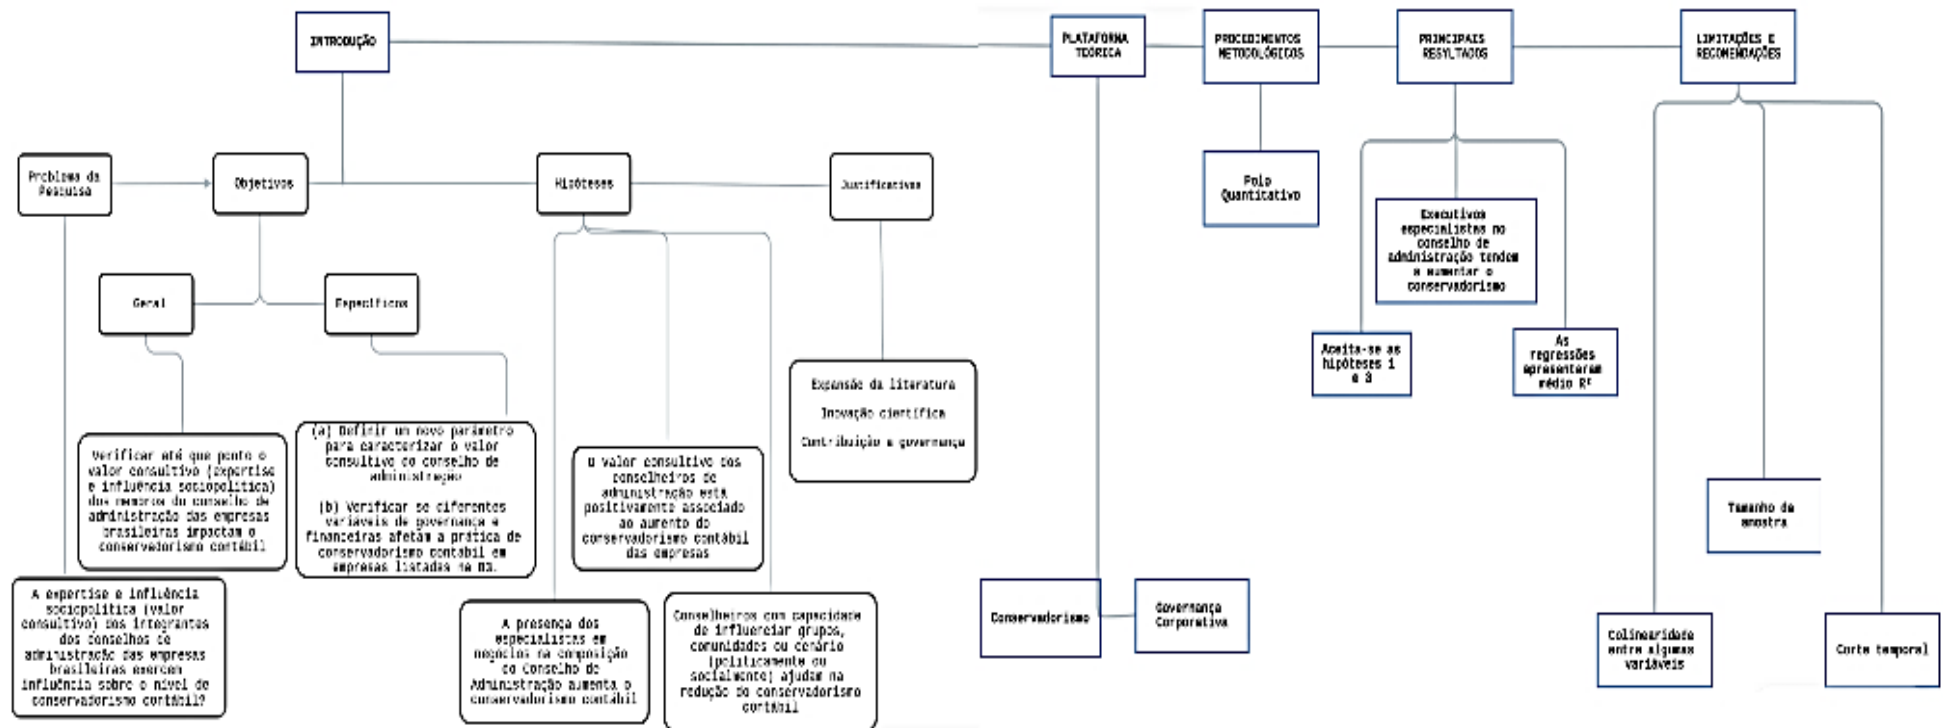 INTRODUÇÃO
PLATAFORMA
TEÓRICA
PROCEDIMENTOS
METODOLÓGICOS
PRINCIPAIS
RESYLTADOS
LIMITAÇÕES E
RECOMENDAÇÕES
Problema da
Pesquisa
Objetivos
Hipóteses
Justificativas
Polo
Quantitativo
Geral
Específicos
Executivos
especialistas no
conselho de
administração tendem
a aumentar o
conservadorismo
Aceita-se as
hipóteses 1
e 3
As
regressões
apresentaram
médio R²
Expansão da literatura
Inovação científica
Contribuição a governança
Verificar até que ponto o
valor consultivo (expertise
e influência sociopolítica)
dos membros do conselho de
administração das empresas
brasileiras impactam o
conservadorismo contábil
(a) Definir um novo parâmetro
para caracterizar o valor
consultivo do conselho de
administração
(b) Verificar se diferentes
variáveis de governança e
financeiras afetam a prática de
conservadorismo contábil em
empresas listadas na B3.
O valor consultivo dos
conselheiros de
administração está
positivamente associado
ao aumento do
conservadorismo contábil
das empresas
Tamanho da
amostra
A expertise e influência
sociopolítica (valor
consultivo) dos integrantes
dos conselhos de
administração das empresas
brasileiras exercem
influência sobre o nível de
conservadorismo contábil?
A presença dos
especialistas em
negócios na composição
do Conselho de
Administração aumenta o
conservadorismo contábil
Conselheiros com capacidade
de influenciar grupos,
comunidades ou cenário
(politicamente ou
socialmente) ajudam na
redução do conservadorismo
contábil
Conservadorismo
Governança
Corporativa
Colinearidade
entre algumas
variáveis
Corte temporal